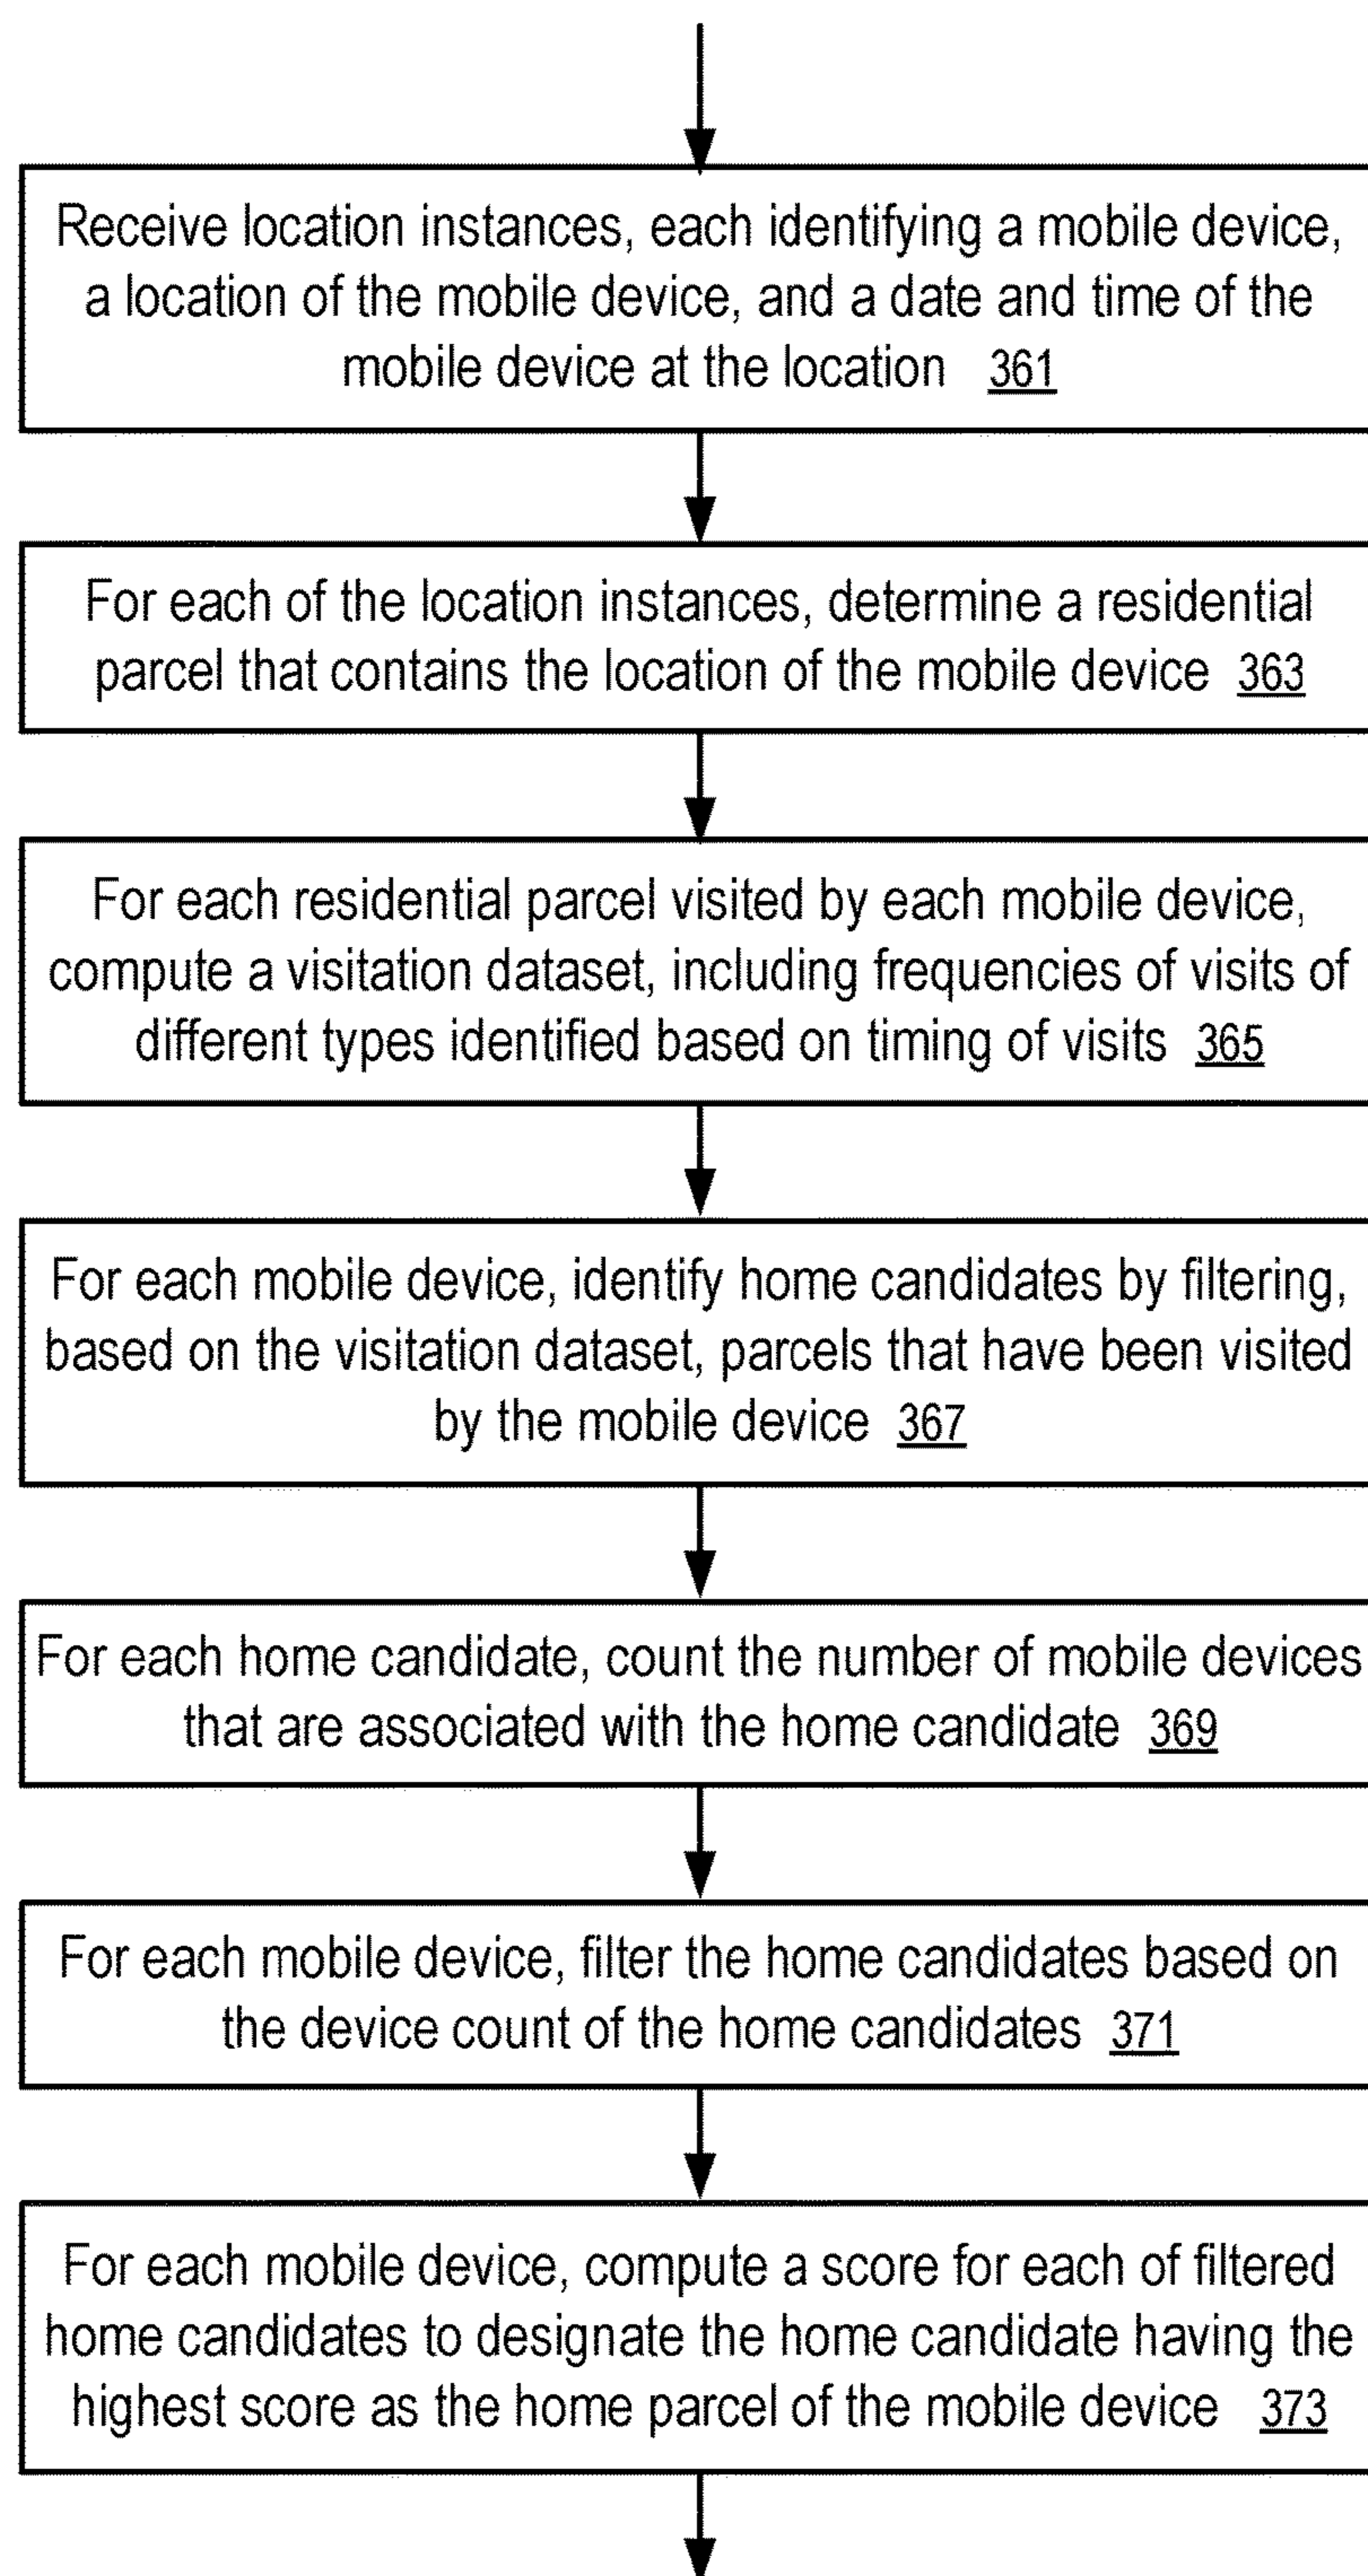 Receive location instances, each identifying a mobile device,
a location of the mobile device, and a date and time of the
mobile device at the location 361
For each of the location instances, determine a residential
parcel that contains the location of the mobile device 363
For each residential parcel visited by each mobile device,
compute a visitation dataset, including frequencies of visits of
different types identified based on timing of visits 365
For each mobile device, identify home candidates by filtering,
based on the visitation dataset, parcels that have been visited
by the mobile device 367
For each home candidate, count the number of mobile devices
that are associated with the home candidate 369
For each mobile device, filter the home candidates based on
the device count of the home candidates 371
For each mobile device, compute a score for each of filtered
home candidates to designate the home candidate having the
highest score as the home parcel of the mobile device 373